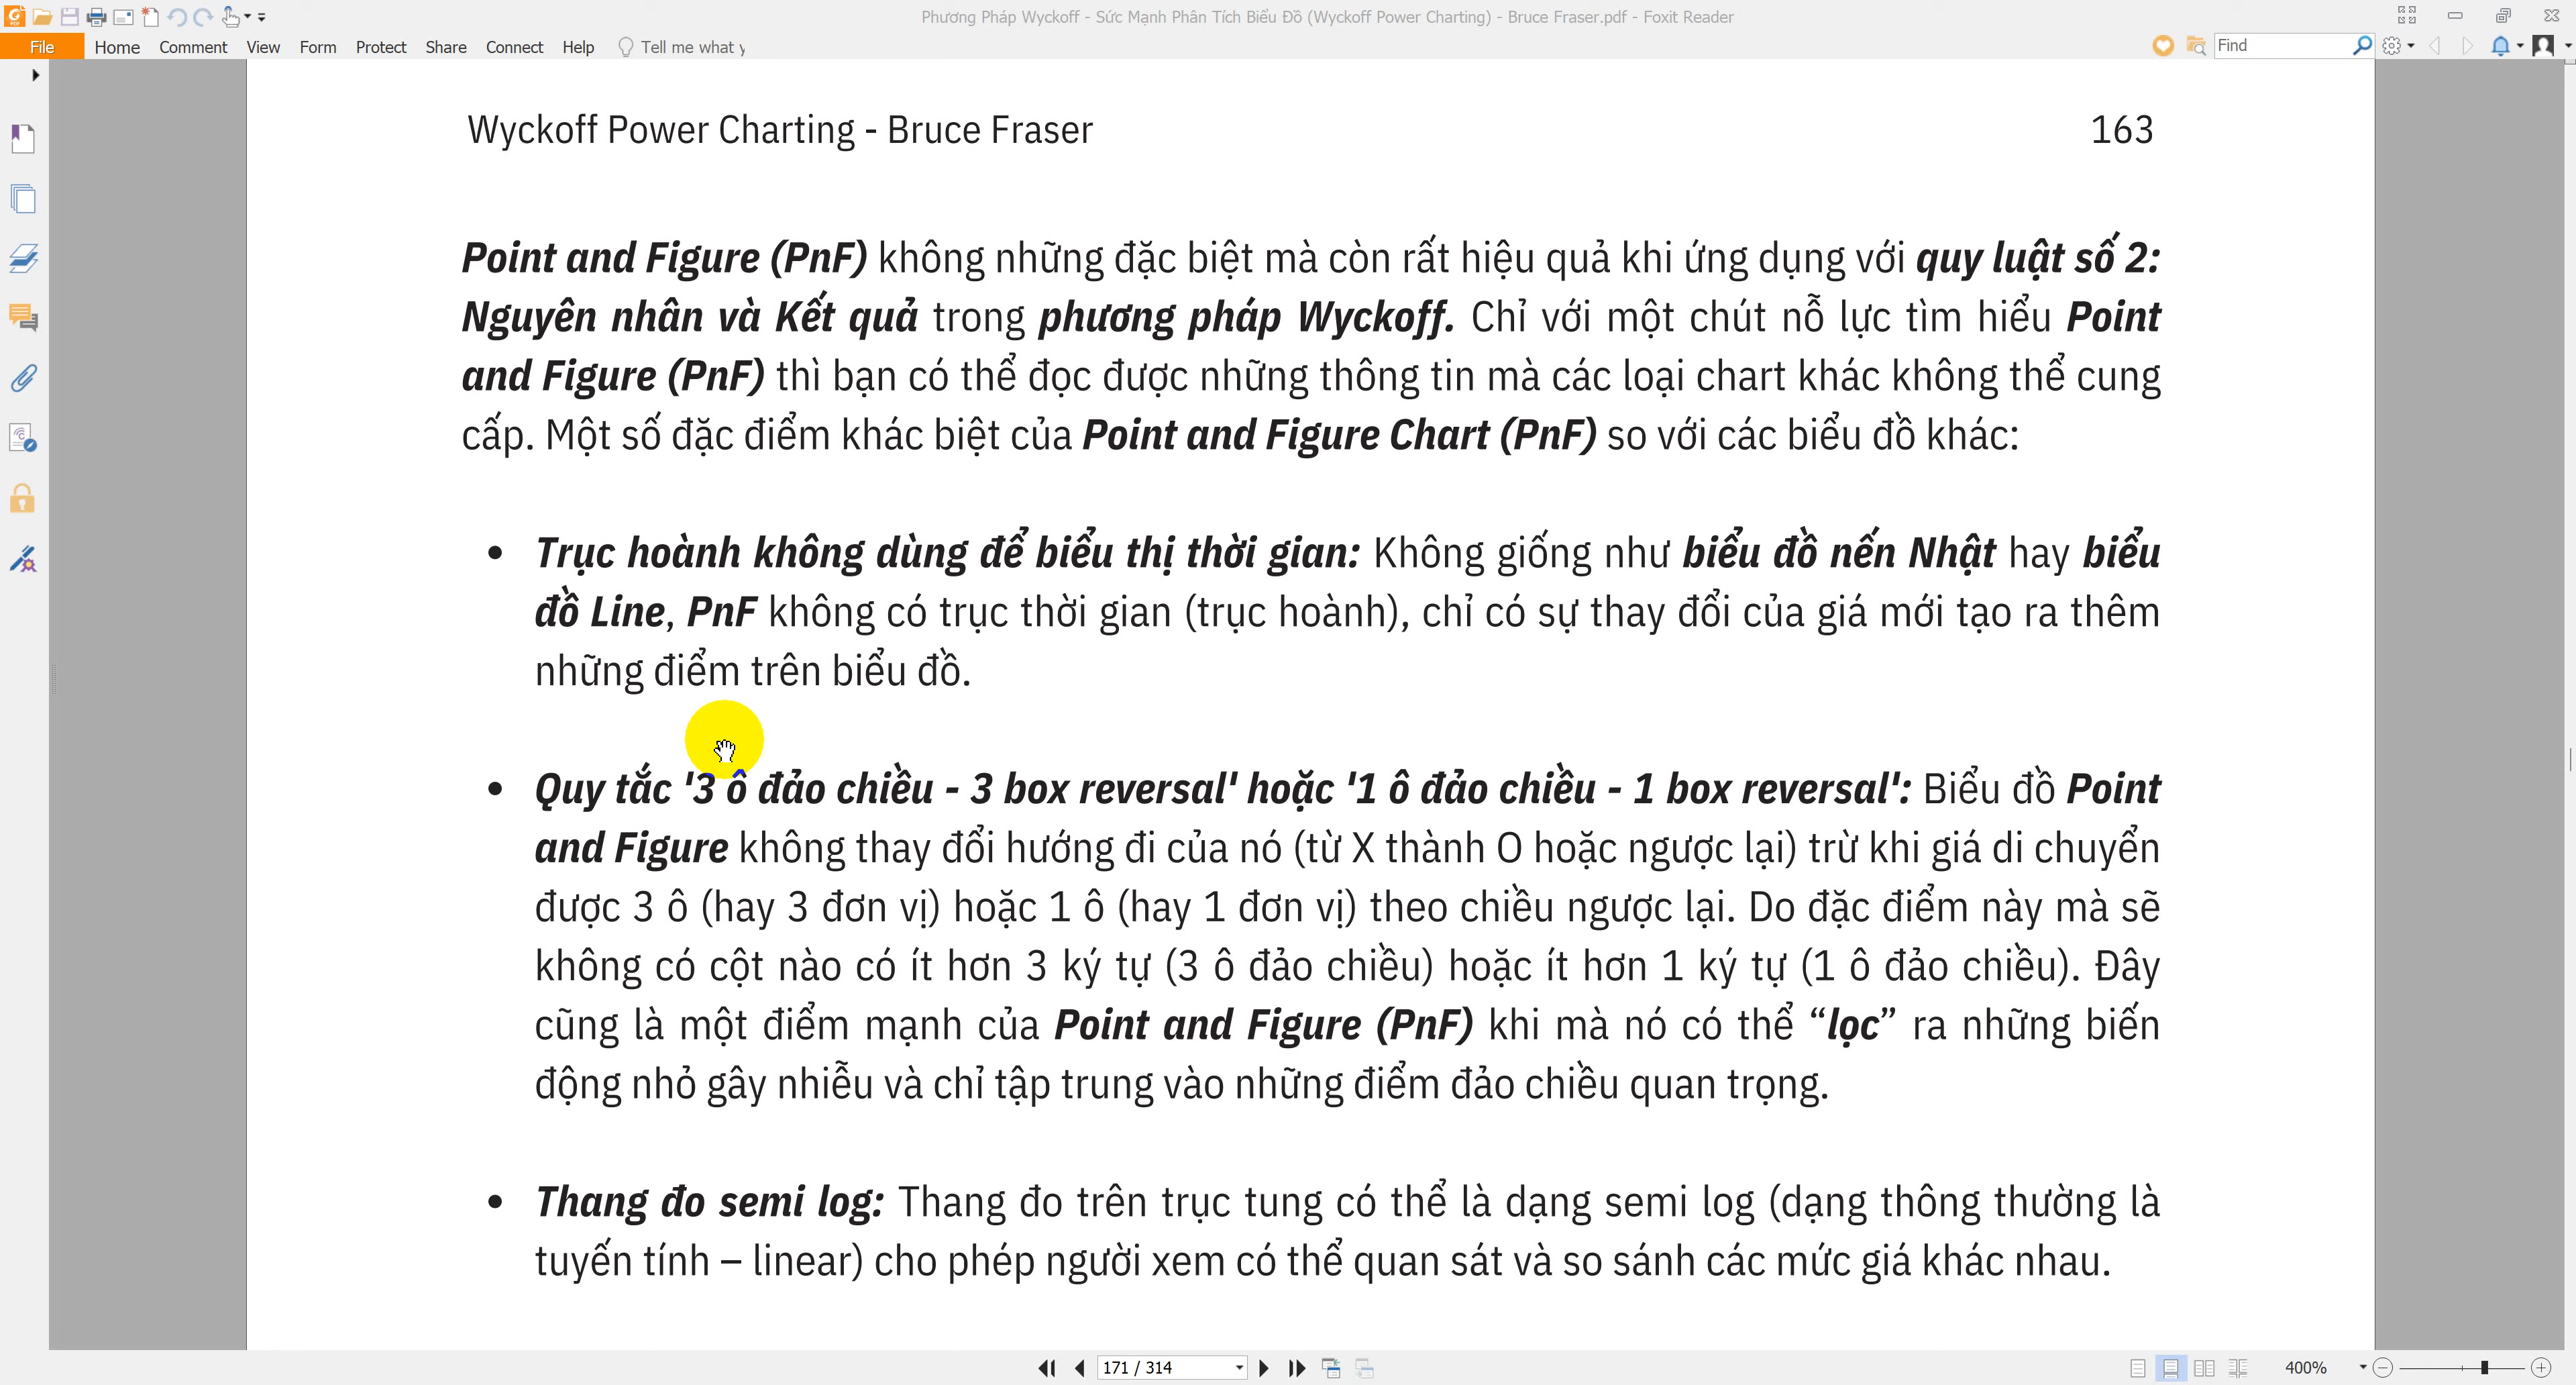 Phương Pháp Wyckoff - Sức Mạnh Phân Tích Biểu Đồ (Wyckoff Power Charting) - Bruce Fraser.pdf - Foxit Reader
File Home Comment View Form Protect Share Connect Help Tell me what y
Find
Wyckoff Power Charting - Bruce Fraser 163
Point and Figure (PnF) không những đặc biệt mà còn rất hiệu quả khi ứng dụng với quy luật số 2:
Nguyên nhân và Kết quả trong phương pháp Wyckoff. Chỉ với một chút nỗ lực tìm hiểu Point
and Figure (PnF) thì bạn có thể đọc được những thông tin mà các loại chart khác không thể cung
cấp. Một số đặc điểm khác biệt của Point and Figure Chart (PnF) so với các biểu đồ khác:
• Trục hoành không dùng để biểu thị thời gian: Không giống như biểu đồ nến Nhật hay biểu
đồ Line, PnF không có trục thời gian (trục hoành), chỉ có sự thay đổi của giá mới tạo ra thêm
những điểm trên biểu đồ.
• Quy tắc '3 ô đảo chiều - 3 box reversal' hoặc '1 ô đảo chiều - 1 box reversal': Biểu đồ Point
and Figure không thay đổi hướng đi của nó (từ X thành O hoặc ngược lại) trừ khi giá di chuyển
được 3 ô (hay 3 đơn vị) hoặc 1 ô (hay 1 đơn vị) theo chiều ngược lại. Do đặc điểm này mà sẽ
không có cột nào có ít hơn 3 ký tự (3 ô đảo chiều) hoặc ít hơn 1 ký tự (1 ô đảo chiều). Đây
cũng là một điểm mạnh của Point and Figure (PnF) khi mà nó có thể “lọc” ra những biến
động nhỏ gây nhiễu và chỉ tập trung vào những điểm đảo chiều quan trọng.
• Thang đo semi log: Thang đo trên trục tung có thể là dạng semi log (dạng thông thường là
tuyến tính – linear) cho phép người xem có thể quan sát và so sánh các mức giá khác nhau.
171 / 314
400%